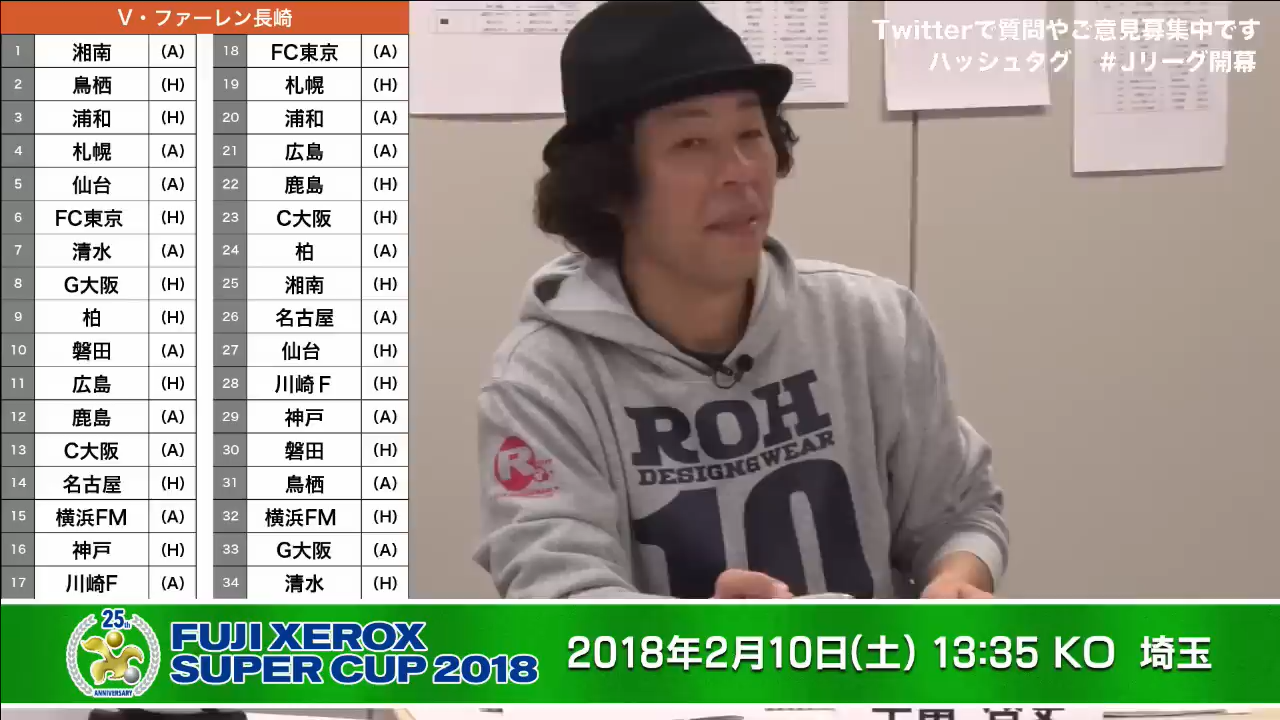 V・ファーレン長崎
1 湘南 (A)
鳥栖 (H)
3 浦和 (H)
4 札幌 (A)
5 仙台 (A)
6 FC東京 (H)
7 清水 (A)
8 G大阪 (H)
9 柏 (H)
10 磐田 (A)
11 広島 (H)
12 鹿島 (A)
13 C大阪 (A)
14 名古屋 (H)
15 横浜FM (A)
16 神戸 (H)
17 川崎F (A)
18 FC東京 (A)
19 札幌 (H)
20 浦和 (A)
21 広島 (A)
22 鹿島 (H)
23 C大阪 (H)
24 柏 (A)
25 湘南 (H)
26 名古屋 (A)
27 仙台 (H)
28 川崎F (H)
29 神戸 (A)
30 磐田 (H)
31 鳥栖 (A)
32 横浜FM (H)
33 G大阪 (A)
34 清水 (H)
Twitterで質問やご意見募集中です
ハッシュタグ #Jリーグ開幕
ROH
DESIGN&WEAR
10
R
25th
ANNIVERSARY
FUJI XEROX
SUPER CUP 2018
2018年2月10日(土) 13:35 KO 埼玉